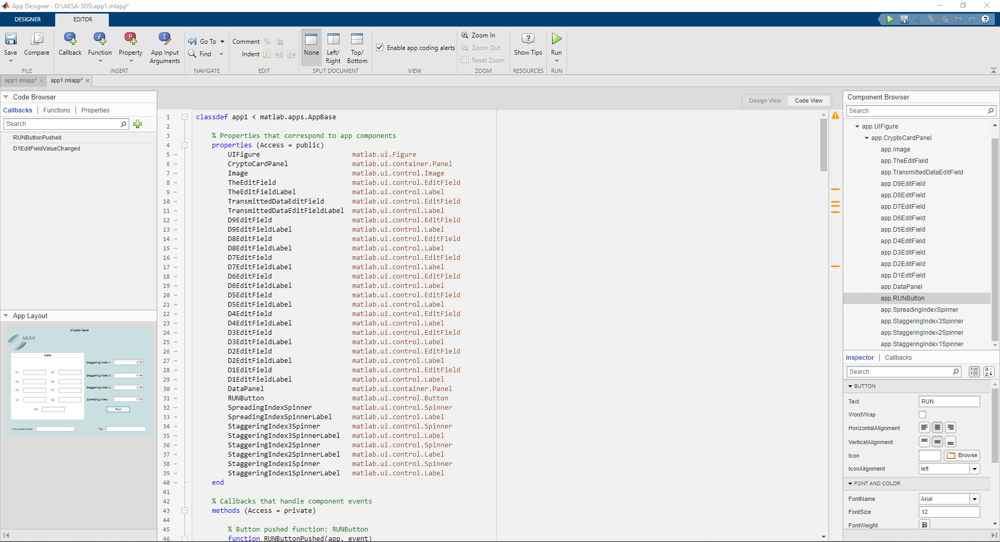 App Designer - D:\AKSA-SDS\app1.mlapp*
DESIGNER
EDITOR
Save
Compare
Callback
Function
Property
App Input
Arguments
Go To
Find
Comment
Indent
None
Left/
Right
Top/
Bottom
Enable app coding alerts
Zoom In
Zoom Out
Reset Zoom
Show Tips
Run
FILE
INSERT
NAVIGATE
EDIT
SPLIT DOCUMENT
VIEW
ZOOM
RESOURCES
RUN
app1.mlapp*
app1.mlapp*
Code Browser
Callbacks
Functions
Properties
Search
RUNButtonPushed
D1EditFieldValueChanged
App Layout
Crypto Card
AKSA
Data
D1
D5
D2
D6
D3
D7
D4
D8
D9
Staggering Index 1
Staggering Index 2
Staggering Index 3
Spreading Index
RUN
Transmitted Data
The
Design View
Code View
1 classdef app1 < matlab.apps.AppBase
2
3 % Properties that correspond to app components
4 properties (Access = public)
5 UIFigure matlab.ui.Figure
6 CryptoCardPanel matlab.ui.container.Panel
7 Image matlab.ui.control.Image
8 TheEditField matlab.ui.control.EditField
9 TheEditFieldLabel matlab.ui.control.Label
10 TransmittedDataEditField matlab.ui.control.EditField
11 TransmittedDataEditFieldLabel matlab.ui.control.Label
12 D9EditField matlab.ui.control.EditField
13 D9EditFieldLabel matlab.ui.control.Label
14 D8EditField matlab.ui.control.EditField
15 D8EditFieldLabel matlab.ui.control.Label
16 D7EditField matlab.ui.control.EditField
17 D7EditFieldLabel matlab.ui.control.Label
18 D6EditField matlab.ui.control.EditField
19 D6EditFieldLabel matlab.ui.control.Label
20 D5EditField matlab.ui.control.EditField
21 D5EditFieldLabel matlab.ui.control.Label
22 D4EditField matlab.ui.control.EditField
23 D4EditFieldLabel matlab.ui.control.Label
24 D3EditField matlab.ui.control.EditField
25 D3EditFieldLabel matlab.ui.control.Label
26 D2EditField matlab.ui.control.EditField
27 D2EditFieldLabel matlab.ui.control.Label
28 D1EditField matlab.ui.control.EditField
29 D1EditFieldLabel matlab.ui.control.Label
30 DataPanel matlab.ui.container.Panel
31 RUNButton matlab.ui.control.Button
32 SpreadingIndexSpinner matlab.ui.control.Spinner
33 SpreadingIndexSpinnerLabel matlab.ui.control.Label
34 StaggeringIndex3Spinner matlab.ui.control.Spinner
35 StaggeringIndex3SpinnerLabel matlab.ui.control.Label
36 StaggeringIndex2Spinner matlab.ui.control.Spinner
37 StaggeringIndex2SpinnerLabel matlab.ui.control.Label
38 StaggeringIndex1Spinner matlab.ui.control.Spinner
39 StaggeringIndex1SpinnerLabel matlab.ui.control.Label
40 end
41
42 % Callbacks that handle component events
43 methods (Access = private)
44
45 % Button pushed function: RUNButton
46 function RUNButtonPushed(app, event)
Component Browser
Search
app.UIFigure
app.CryptoCardPanel
app.Image
app.TheEditField
app.TransmittedDataEditField
app.D9EditField
app.D8EditField
app.D7EditField
app.D6EditField
app.D5EditField
app.D4EditField
app.D3EditField
app.D2EditField
app.D1EditField
app.DataPanel
app.RUNButton
app.SpreadingIndexSpinner
app.StaggeringIndex3Spinner
app.StaggeringIndex2Spinner
app.StaggeringIndex1Spinner
Inspector
Callbacks
Search
BUTTON
Text RUN
WordWrap
HorizontalAlignment
VerticalAlignment
Icon Browse
IconAlignment left
FONT AND COLOR
FontName Arial
FontSize 12
FontWeight B